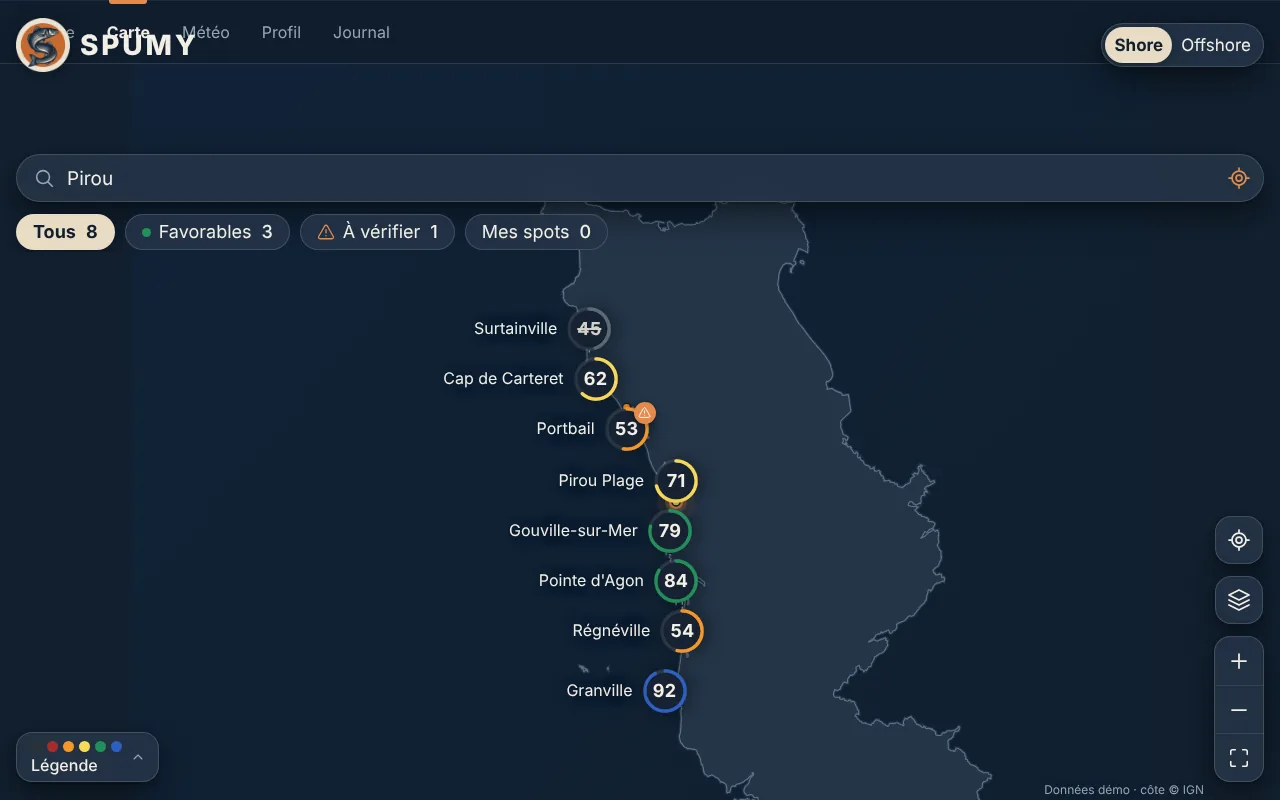 Carte
Météo
Profil
Journal
SPUMY
Shore
Offshore
Pirou
Tous 8
Favorables 3
À vérifier 1
Mes spots 0
Surtainville 45
Cap de Carteret 62
Portbail 53
Pirou Plage 71
Gouville-sur-Mer 79
Pointe d'Agon 84
Régnéville 54
Granville 92
Légende
Données démo · côte © IGN